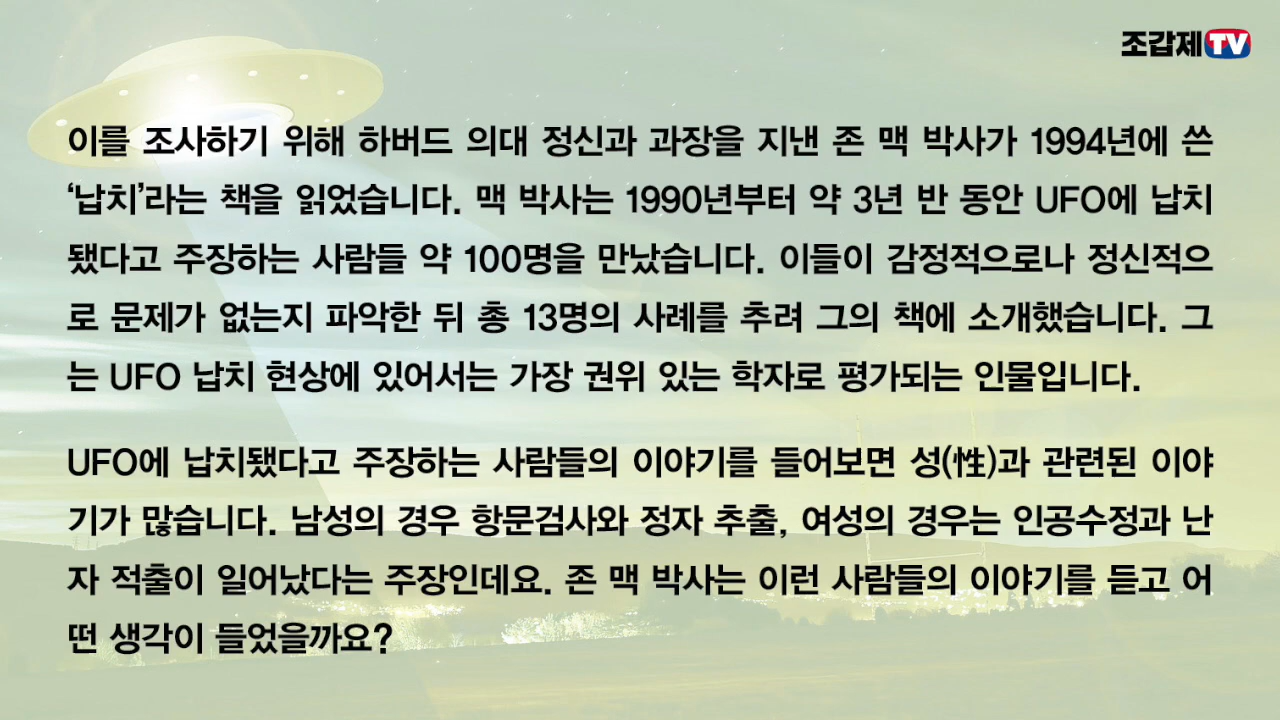 조갑제TV
이를 조사하기 위해 하버드 의대 정신과 과장을 지낸 존 맥 박사가 1994년에 쓴
‘납치’라는 책을 읽었습니다. 맥 박사는 1990년부터 약 3년 반 동안 UFO에 납치
됐다고 주장하는 사람들 약 100명을 만났습니다. 이들이 감정적으로나 정신적으
로 문제가 없는지 파악한 뒤 총 13명의 사례를 추려 그의 책에 소개했습니다. 그
는 UFO 납치 현상에 있어서는 가장 권위 있는 학자로 평가되는 인물입니다.
UFO에 납치됐다고 주장하는 사람들의 이야기를 들어보면 성(性)과 관련된 이야
기가 많습니다. 남성의 경우 항문검사와 정자 추출, 여성의 경우는 인공수정과 난
자 적출이 일어났다는 주장인데요. 존 맥 박사는 이런 사람들의 이야기를 듣고 어
떤 생각이 들었을까요?